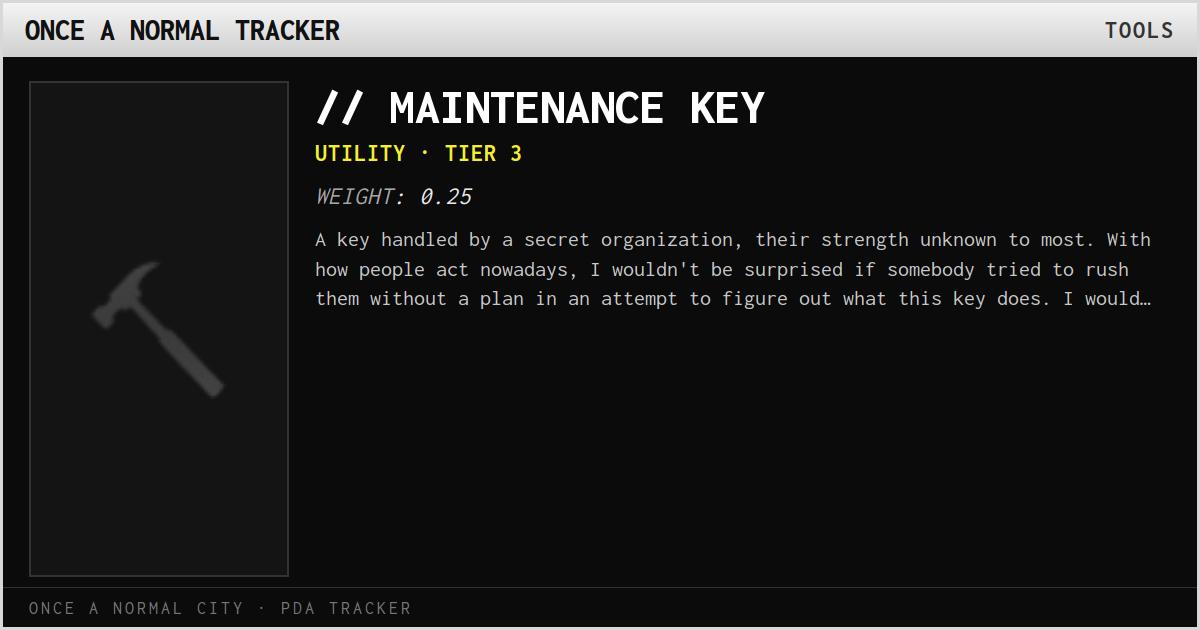 ONCE A NORMAL TRACKER
TOOLS
// MAINTENANCE KEY
UTILITY · TIER 3
WEIGHT: 0.25
A key handled by a secret organization, their strength unknown to most. With
how people act nowadays, I wouldn't be surprised if somebody tried to rush
them without a plan in an attempt to figure out what this key does. I would…
ONCE A NORMAL CITY · PDA TRACKER